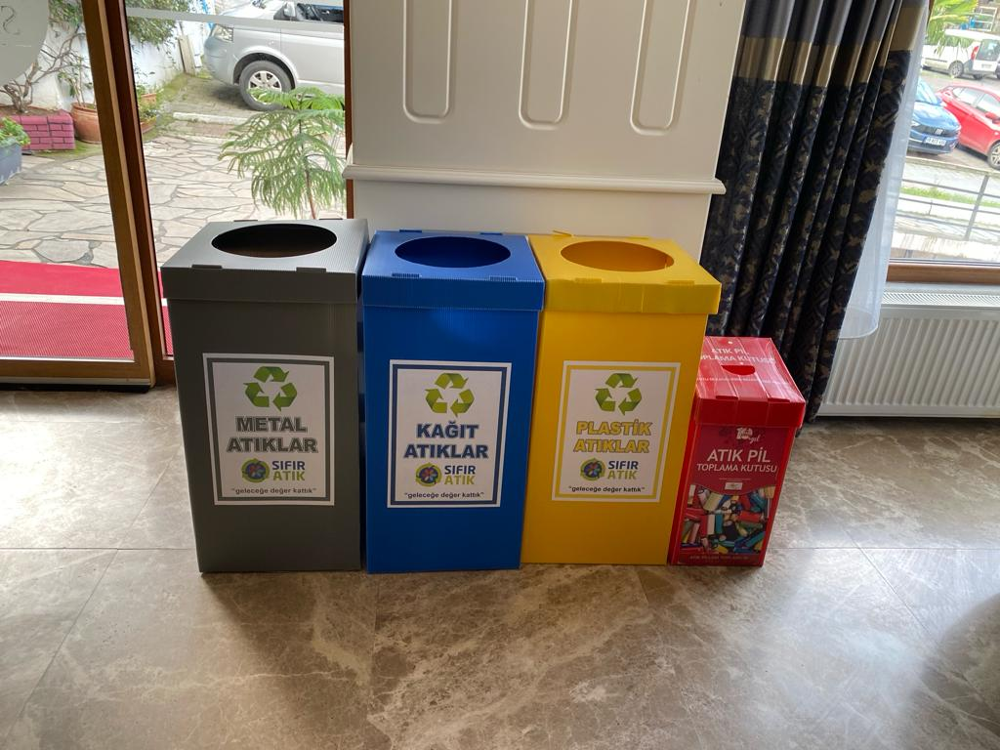 METAL
ATIKLAR
SIFIR
ATIK
"geleceğe değer kattık"
KAĞIT
ATIKLAR
SIFIR
ATIK
"geleceğe değer kattık"
PLASTİK
ATIKLAR
SIFIR
ATIK
"geleceğe değer kattık"
ATIK PİL
TOPLAMA KUTUSU
ATIK PİL
TOPLAMA KUTUSU